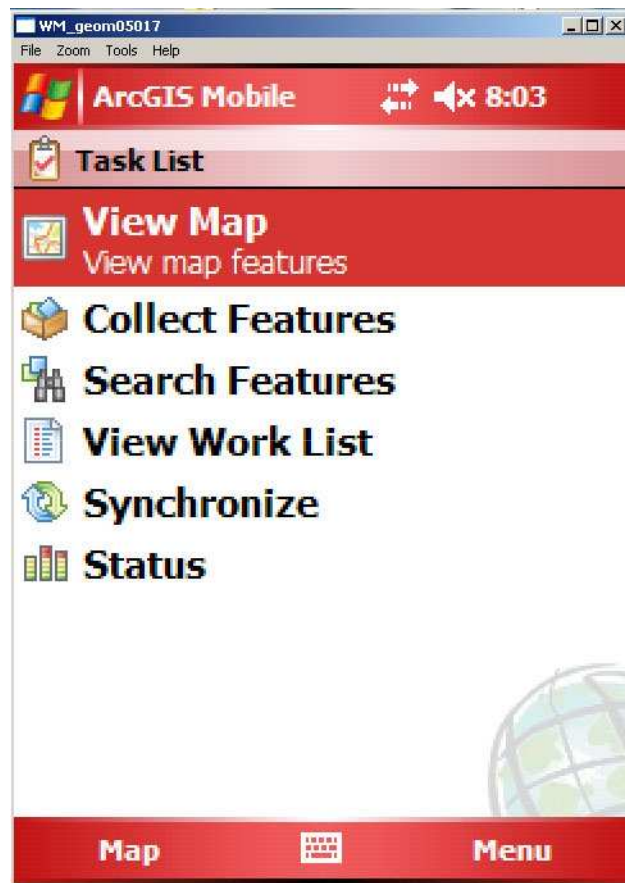 WM_geom05017
File Zoom Tools Help
ArcGIS Mobile 8:03
Task List
View Map
View map features
Collect Features
Search Features
View Work List
Synchronize
Status
Map Menu